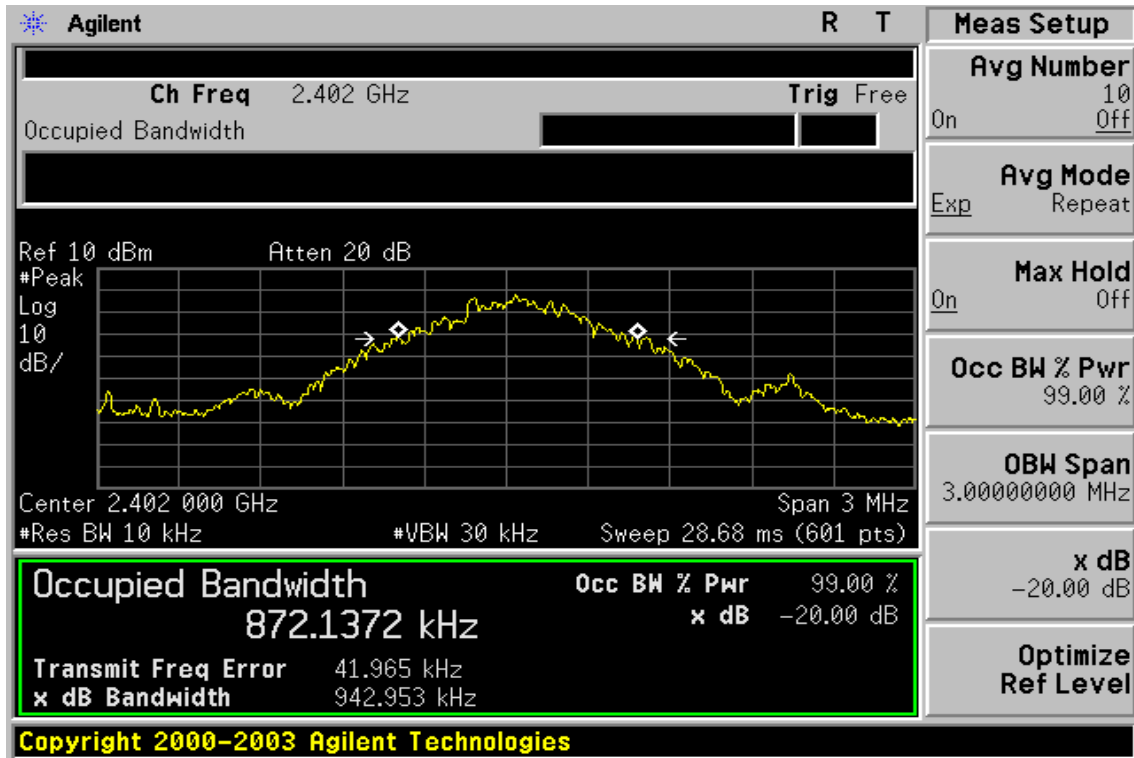 Agilent R T
Ch Freq 2.402 GHz Trig Free
Occupied Bandwidth
Ref 10 dBm Atten 20 dB
#Peak
Log
10
dB/
Center 2.402 000 GHz Span 3 MHz
#Res BW 10 kHz #VBW 30 kHz Sweep 28.68 ms (601 pts)
Occupied Bandwidth
872.1372 kHz
Occ BW % Pwr 99.00 %
x dB -20.00 dB
Transmit Freq Error 41.965 kHz
x dB Bandwidth 942.953 kHz
Copyright 2000-2003 Agilent Technologies
Meas Setup
Avg Number
10
On Off
Avg Mode
Exp Repeat
Max Hold
On Off
Occ BW % Pwr
99.00 %
OBW Span
3.00000000 MHz
x dB
-20.00 dB
Optimize
Ref Level